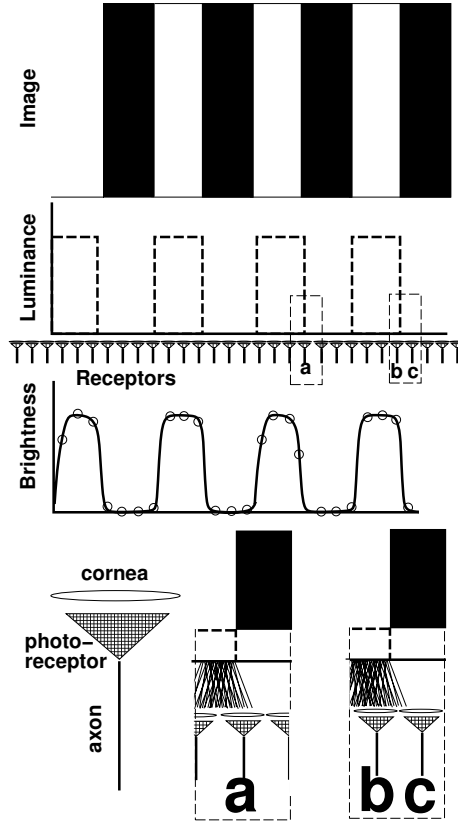 Image
Luminance
a
b c
Receptors
Brightness
cornea
photo-
receptor
axon
a
b c